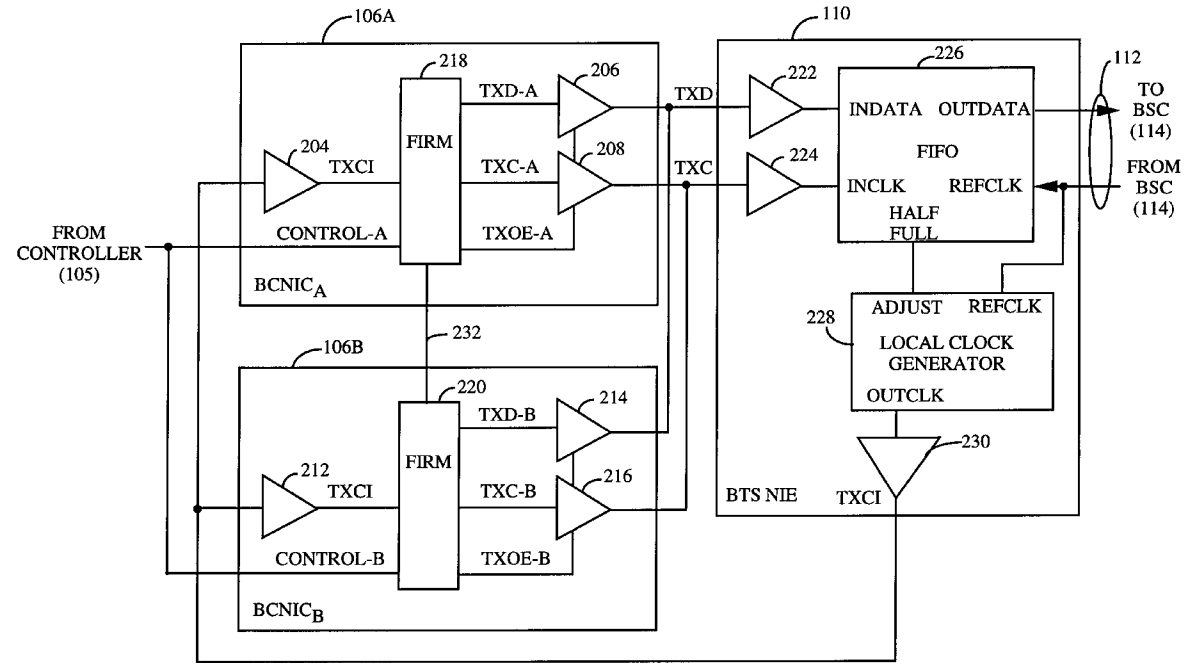 106A
110
218
206
222
226
112
TXD-A
TXD
INDATA OUTDATA
TO
BSC
(114)
FIRM
204
TXCI
208
224
FIFO
TXC-A
TXC
INCLK REFCLK
FROM
BSC
(114)
HALF
FULL
FROM
CONTROLLER
(105)
CONTROL-A
TXOE-A
BCNICA
232
ADJUST REFCLK
228
LOCAL CLOCK
GENERATOR
OUTCLK
106B
220
214
TXD-B
FIRM
230
212
TXCI
216
TXC-B
BTS NIE
TXCI
CONTROL-B
TXOE-B
BCNICB